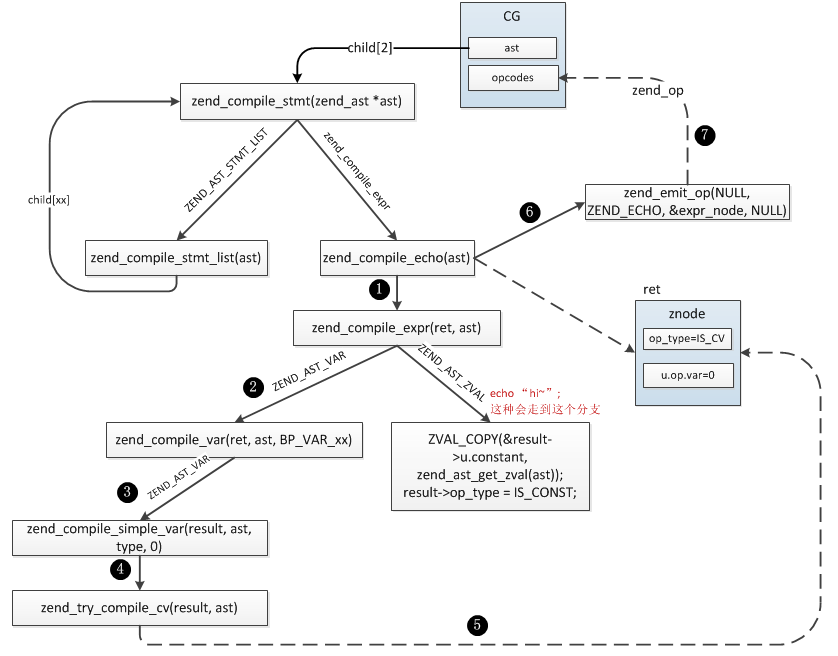 CG
ast
opcodes
child[2]
zend_compile_stmt(zend_ast *ast)
zend_op
7
ZEND_AST_STMT_LIST
zend_compile_expr
child[xx]
zend_emit_op(NULL,
ZEND_ECHO, &expr_node, NULL)
6
zend_compile_stmt_list(ast)
zend_compile_echo(ast)
1
ret
znode
op_type=IS_CV
u.op.var=0
zend_compile_expr(ret, ast)
2
ZEND_AST_VAR
ZEND_AST_ZVAL
echo “hi~”;
这种会走到这个分支
zend_compile_var(ret, ast, BP_VAR_xx)
ZVAL_COPY(&result-
>u.constant,
zend_ast_get_zval(ast));
result->op_type = IS_CONST;
3
ZEND_AST_VAR
zend_compile_simple_var(result, ast,
type, 0)
4
zend_try_compile_cv(result, ast)
5